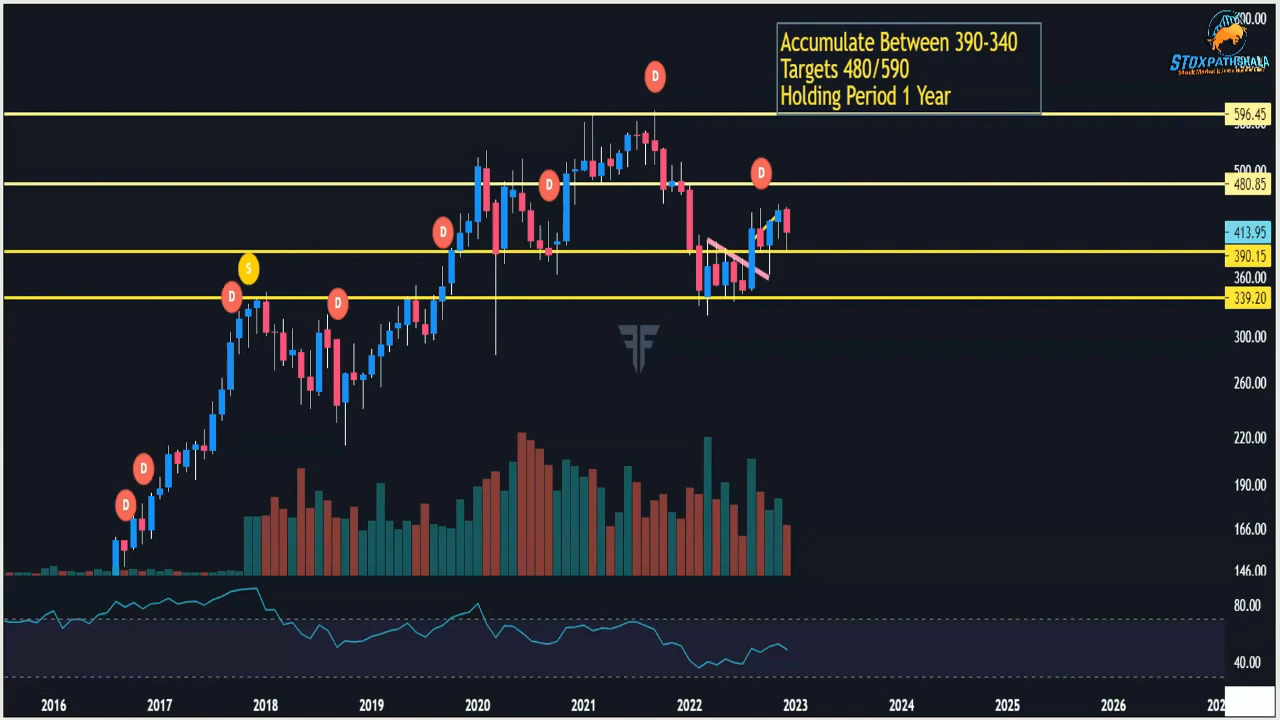 Accumulate Between 390-340
Targets 480/590
Holding Period 1 Year
STOXPATHSHALA
596.45
500.00
480.85
413.95
390.15
360.00
339.20
300.00
260.00
220.00
190.00
166.00
146.00
80.00
40.00
D
D
D
D
S
D
D
D
D
D
2016
2017
2018
2019
2020
2021
2022
2023
2024
2025
2026